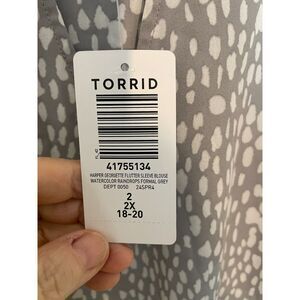 TORRID
41755134
HARPER GEORGETTE FLUTTER SLEEVE BLOUSE
WATERCOLOR RAINDROPS FORMAL GREY
DEPT 0050 24SPR4
2
2X
18-20